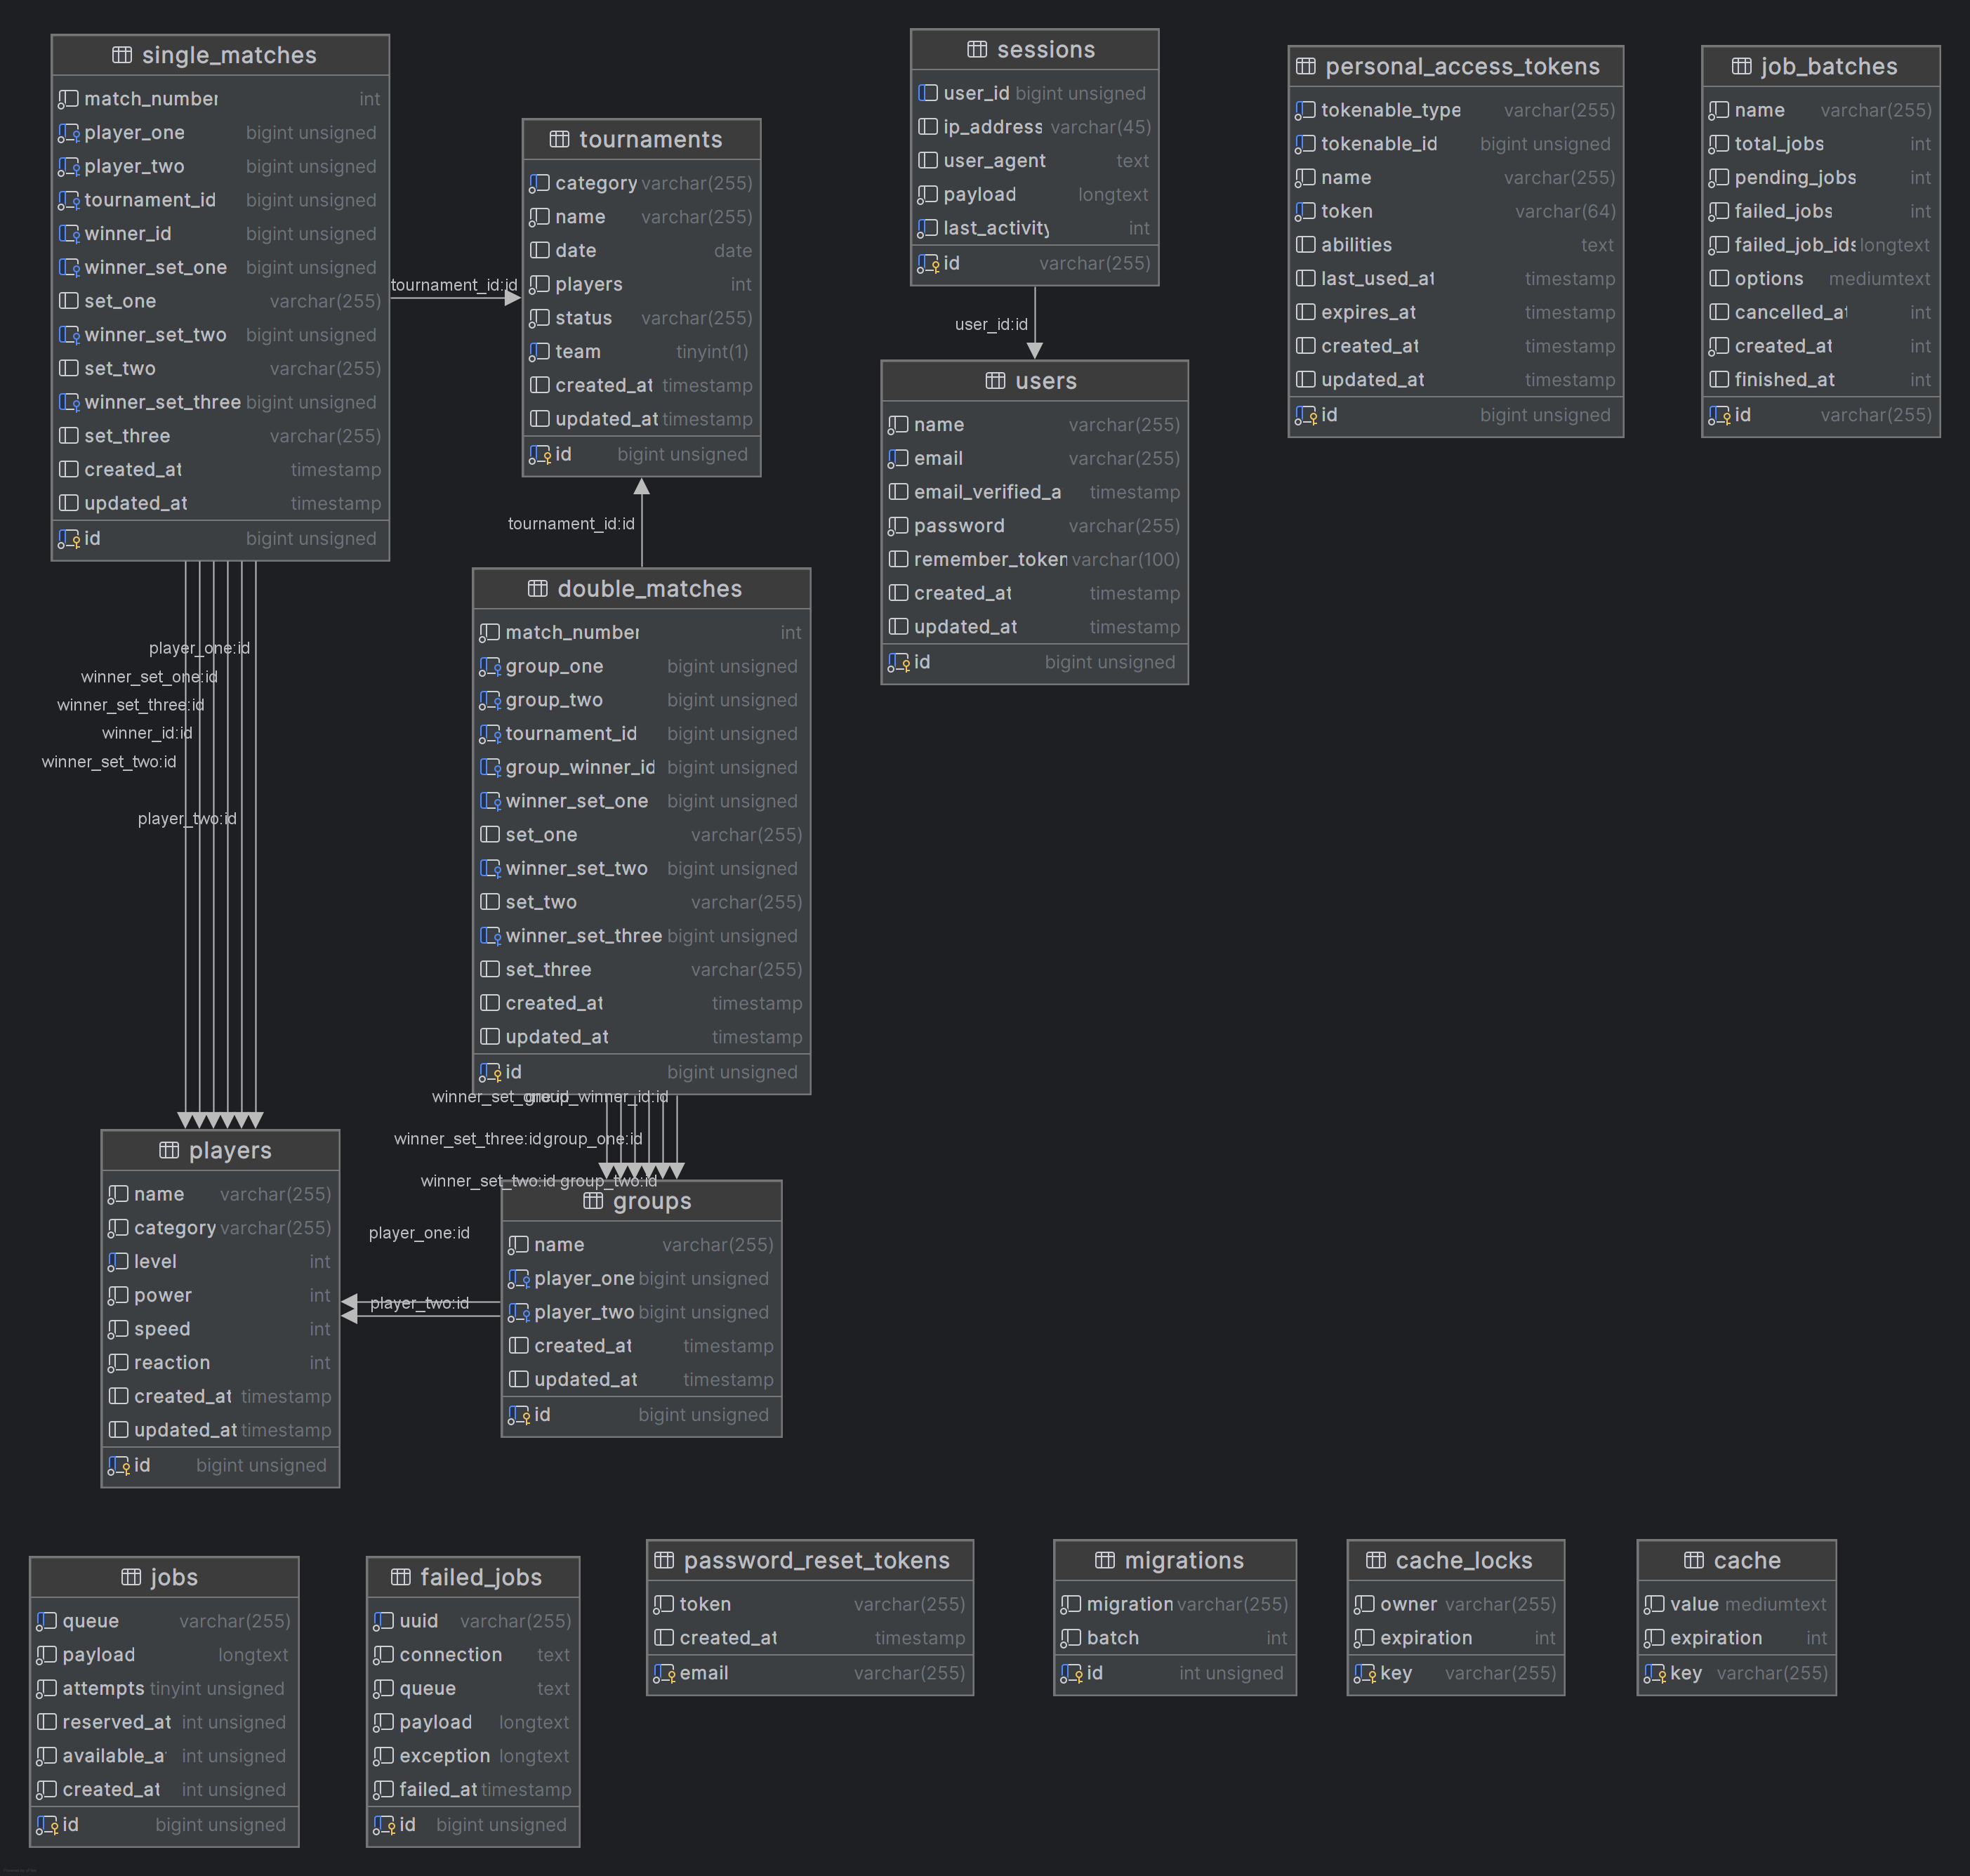 single_matches
match_number int
player_one bigint unsigned
player_two bigint unsigned
tournament_id bigint unsigned
winner_id bigint unsigned
winner_set_one bigint unsigned
set_one varchar(255)
winner_set_two bigint unsigned
set_two varchar(255)
winner_set_three bigint unsigned
set_three varchar(255)
created_at timestamp
updated_at timestamp
id bigint unsigned
tournament_id:id
tournaments
category varchar(255)
name varchar(255)
date date
players int
status varchar(255)
team tinyint(1)
created_at timestamp
updated_at timestamp
id bigint unsigned
tournament_id:id
sessions
user_id bigint unsigned
ip_address varchar(45)
user_agent text
payload longtext
last_activity int
id varchar(255)
user_id:id
users
name varchar(255)
email varchar(255)
email_verified_a timestamp
password varchar(255)
remember_token varchar(100)
created_at timestamp
updated_at timestamp
id bigint unsigned
personal_access_tokens
tokenable_type varchar(255)
tokenable_id bigint unsigned
name varchar(255)
token varchar(64)
abilities text
last_used_at timestamp
expires_at timestamp
created_at timestamp
updated_at timestamp
id bigint unsigned
job_batches
name varchar(255)
total_jobs int
pending_jobs int
failed_jobs int
failed_job_ids longtext
options mediumtext
cancelled_at int
created_at int
finished_at int
id varchar(255)
player_one:id
winner_set_one:id
winner_set_three:id
winner_id:id
winner_set_two:id
player_two:id
double_matches
match_number int
group_one bigint unsigned
group_two bigint unsigned
tournament_id bigint unsigned
group_winner_id bigint unsigned
winner_set_one bigint unsigned
set_one varchar(255)
winner_set_two bigint unsigned
set_two varchar(255)
winner_set_three bigint unsigned
set_three varchar(255)
created_at timestamp
updated_at timestamp
id bigint unsigned
winner_set_one:id group_winner_id:id
winner_set_three:id group_one:id
winner_set_two:id group_two:id
players
name varchar(255)
category varchar(255)
level int
power int
speed int
reaction int
created_at timestamp
updated_at timestamp
id bigint unsigned
player_one:id
player_two:id
groups
name varchar(255)
player_one bigint unsigned
player_two bigint unsigned
created_at timestamp
updated_at timestamp
id bigint unsigned
jobs
queue varchar(255)
payload longtext
attempts tinyint unsigned
reserved_at int unsigned
available_a int unsigned
created_at int unsigned
id bigint unsigned
failed_jobs
uuid varchar(255)
connection text
queue text
payload longtext
exception longtext
failed_at timestamp
id bigint unsigned
password_reset_tokens
token varchar(255)
created_at timestamp
email varchar(255)
migrations
migration varchar(255)
batch int
id int unsigned
cache_locks
owner varchar(255)
expiration int
key varchar(255)
cache
value mediumtext
expiration int
key varchar(255)